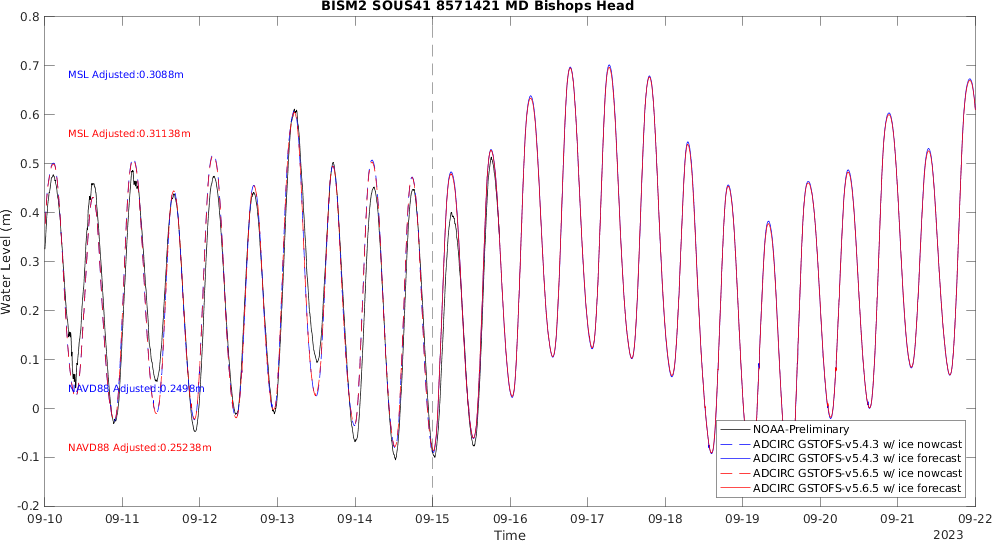 BISM2 SOUS41 8571421 MD Bishops Head
0.8
0.7
0.6
0.5
0.4
0.3
0.2
0.1
0
-0.1
-0.2
Water Level (m)
MSL Adjusted:0.3088m
MSL Adjusted:0.31138m
NAVD88 Adjusted:0.2498m
NAVD88 Adjusted:0.25238m
NOAA-Preliminary
ADCIRC GSTOFS-v5.4.3 w/ ice nowcast
ADCIRC GSTOFS-v5.4.3 w/ ice forecast
ADCIRC GSTOFS-v5.6.5 w/ ice nowcast
ADCIRC GSTOFS-v5.6.5 w/ ice forecast
09-10 09-11 09-12 09-13 09-14 09-15 09-16 09-17 09-18 09-19 09-20 09-21 09-22
Time
2023